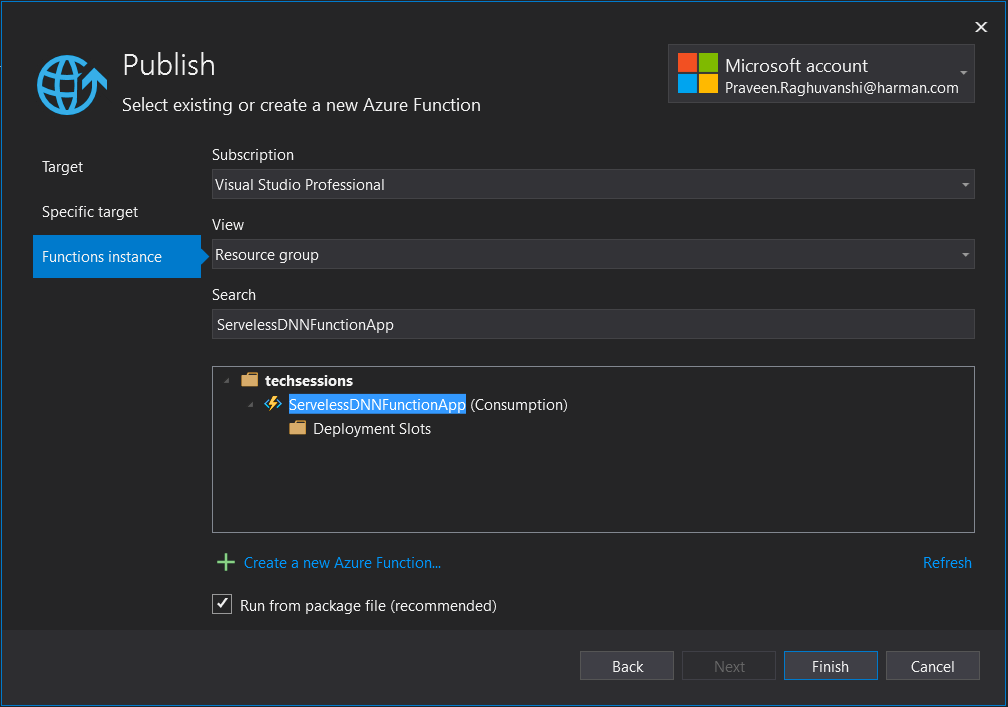 Publish
Select existing or create a new Azure Function
Microsoft account
Praveen.Raghuvanshi@harman.com
Target
Specific target
Functions instance
Subscription
Visual Studio Professional
View
Resource group
Search
ServelessDNNFunctionApp
techsessions
ServelessDNNFunctionApp (Consumption)
Deployment Slots
Create a new Azure Function...
Refresh
Run from package file (recommended)
Back
Next
Finish
Cancel